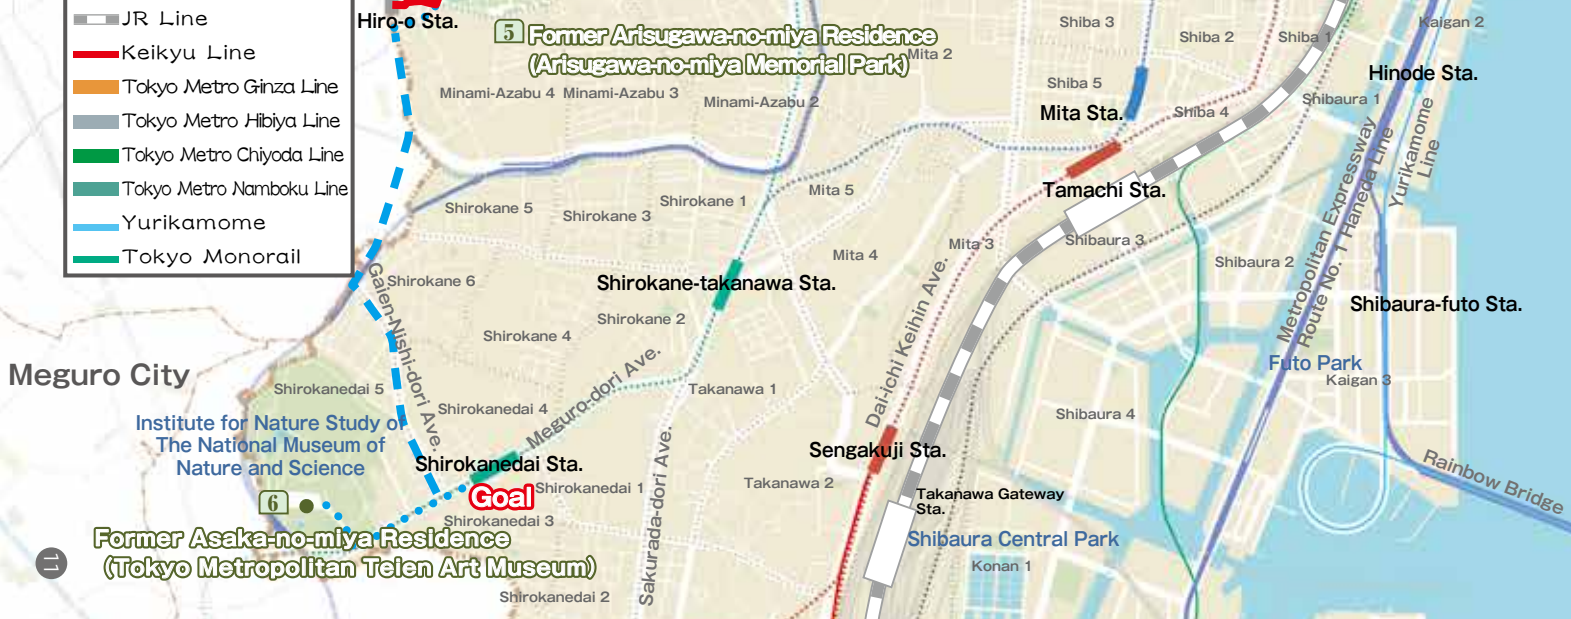 JR Line
Keikyu Line
Tokyo Metro Ginza Line
Tokyo Metro Hibiya Line
Tokyo Metro Chiyoda Line
Tokyo Metro Namboku Line
Yurikamome
Tokyo Monorail
Hiro-o Sta.
5 Former Arisugawa-no-miya Residence
(Arisugawa-no-miya Memorial Park)
Mita 2
Shiba 3
Shiba 2
Shiba 1
Kaigan 2
Hinode Sta.
Minami-Azabu 4
Minami-Azabu 3
Minami-Azabu 2
Shiba 5
Mita Sta.
Shiba 4
Shibaura 1
Metropolitan Expressway
Route No. 1 Haneda Line
Yurikamome
Line
Tamachi Sta.
Shirokane 5
Shirokane 3
Shirokane 1
Mita 5
Mita 4
Mita 3
Shibaura 3
Shibaura 2
Shirokane 6
Gaien-Nishi-dori Ave.
Shirokane-takanawa Sta.
Shirokane 2
Shirokane 4
Dai-ichi Keihin Ave.
Shibaura-futo Sta.
Futo Park
Kaigan 3
Meguro City
Shirokanedai 5
Shirokanedai 4
Meguro-dori Ave.
Takanawa 1
Shibaura 4
Institute for Nature Study of
The National Museum of
Nature and Science
Shirokanedai Sta.
Goal
Shirokanedai 1
Sakurada-dori Ave.
Sengakuji Sta.
Takanawa 2
Takanawa Gateway
Sta.
Rainbow Bridge
6
Shirokanedai 3
Former Asaka-no-miya Residence
(Tokyo Metropolitan Teien Art Museum)
Shibaura Central Park
Konan 1
Shirokanedai 2
11